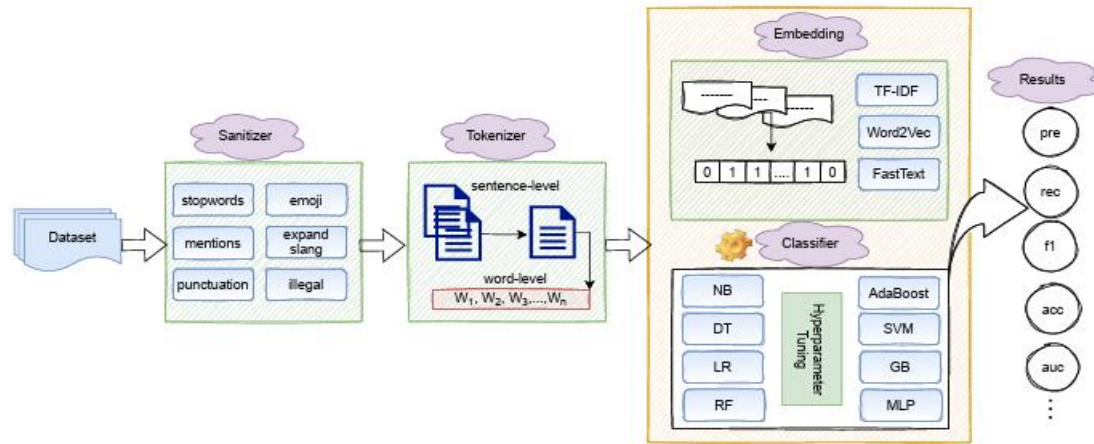 Dataset
Sanitizer
stopwords
emoji
mentions
expand
slang
punctuation
illegal
Tokenizer
sentence-level
word-level
W1, W2, W3,...,Wn
Embedding
-------
----
-------
TF-IDF
Word2Vec
FastText
0 1 1 .... 1 0
Classifier
NB
DT
LR
RF
Hyperparameter
Tuning
AdaBoost
SVM
GB
MLP
Results
pre
rec
f1
acc
auc
⋮